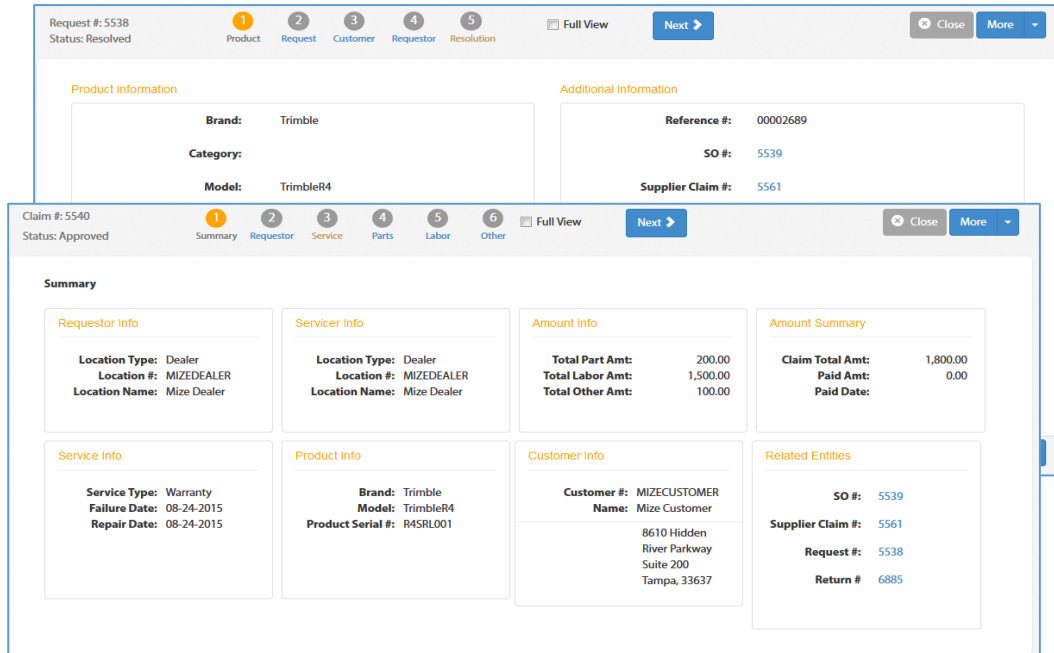 Request #: 5538
Status: Resolved
1 2 3 4 5
Product Request Customer Requestor Resolution
Full View
Next
Close
More
Product Information
Brand: Trimble
Category:
Model: TrimbleR4
Additional Information
Reference #: 00002689
SO #: 5539
Supplier Claim #: 5561
Claim #: 5540
Status: Approved
1 2 3 4 5 6
Summary Requestor Service Parts Labor Other
Full View
Next
Close
More
Summary
Requestor Info
Location Type: Dealer
Location #: MIZEDEALER
Location Name: Mize Dealer
Servicer Info
Location Type: Dealer
Location #: MIZEDEALER
Location Name: Mize Dealer
Amount Info
Total Part Amt: 200.00
Total Labor Amt: 1,500.00
Total Other Amt: 100.00
Amount Summary
Claim Total Amt: 1,800.00
Paid Amt: 0.00
Paid Date:
Service Info
Service Type: Warranty
Failure Date: 08-24-2015
Repair Date: 08-24-2015
Product Info
Brand: Trimble
Model: TrimbleR4
Product Serial #: R4SRL001
Customer Info
Customer #: MIZECUSTOMER
Name: Mize Customer
8610 Hidden
River Parkway
Suite 200
Tampa, 33637
Related Entities
SO #: 5539
Supplier Claim #: 5561
Request #: 5538
Return # 6885